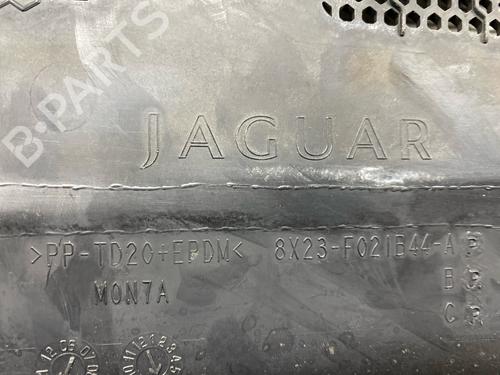 B-PARTS
JAGUAR
>PP-TD20+EPDM< 8X23-F021B44-A
MON7A B
C